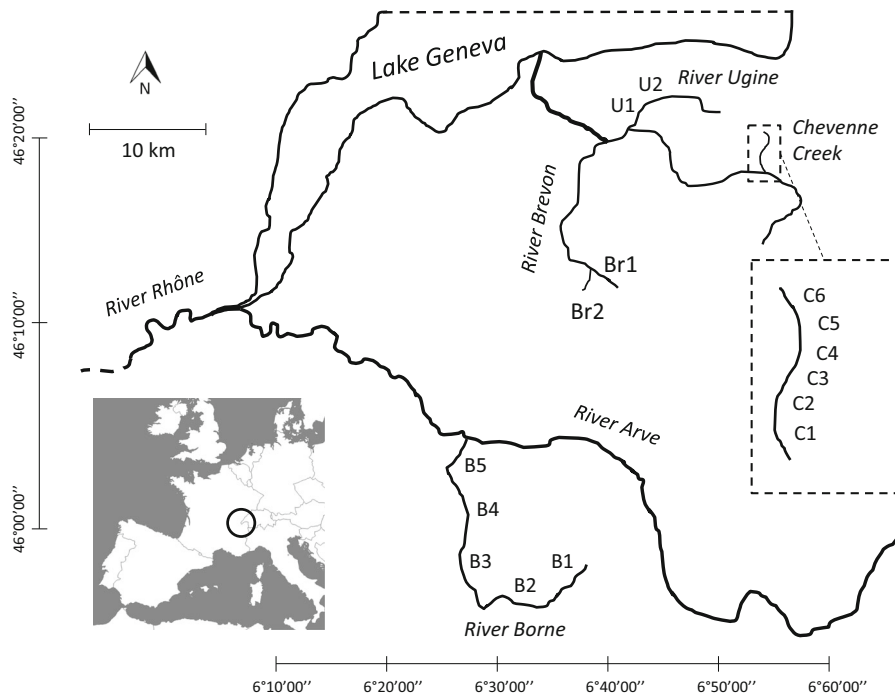 Lake Geneva
N
10 km
River Ugine
U2
U1
Chevenne
Creek
River Brevon
Br1
Br2
River Rhône
River Arve
C6
C5
C4
C3
C2
C1
B5
B4
B3
B2
B1
River Borne
46°20'00''
46°10'00''
46°00'00''
6°10'00''
6°20'00''
6°30'00''
6°40'00''
6°50'00''
6°60'00''